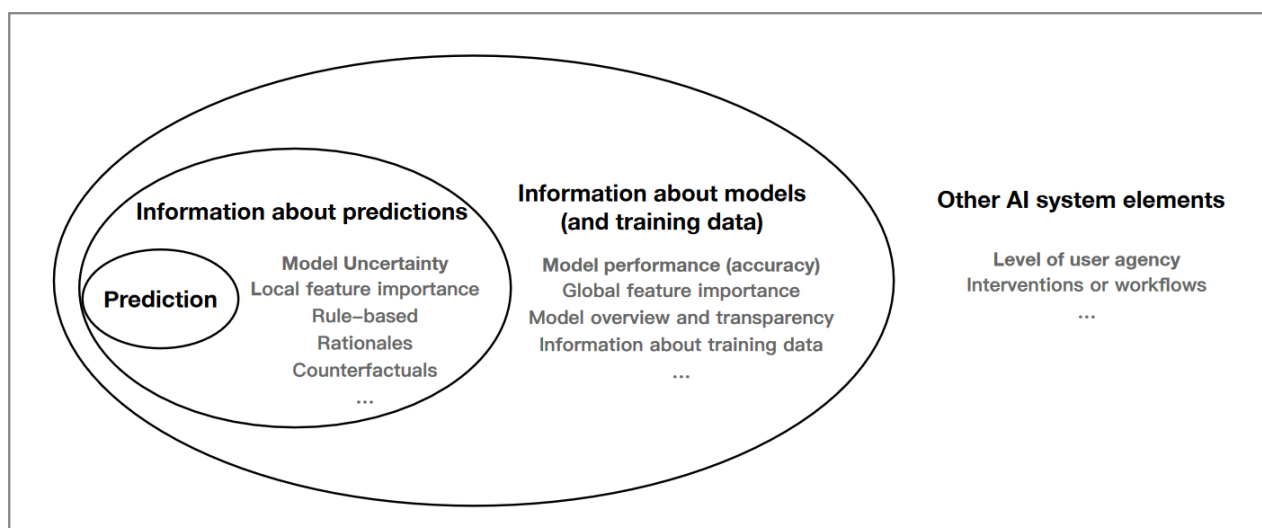 Prediction
Information about predictions
Model Uncertainty
Local feature importance
Rule–based
Rationales
Counterfactuals
...
Information about models
(and training data)
Model performance (accuracy)
Global feature importance
Model overview and transparency
Information about training data
...
Other AI system elements
Level of user agency
Interventions or workflows
...